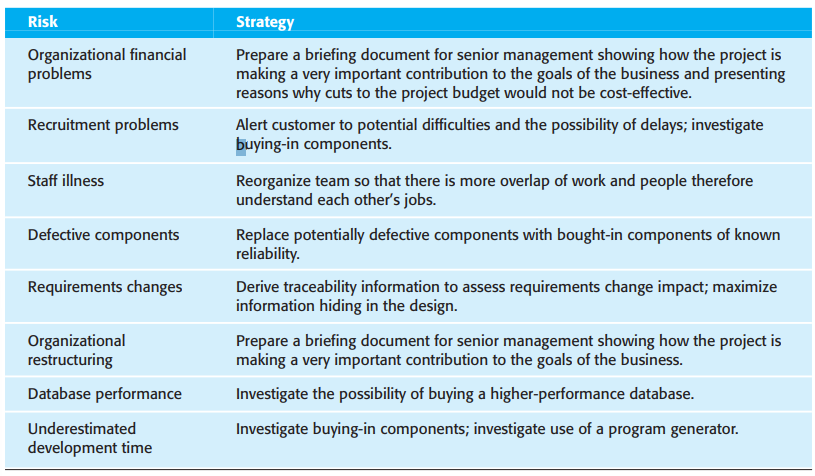 Risk Strategy
Organizational financial Prepare a briefing document for senior management showing how the project is
problems making a very important contribution to the goals of the business and presenting
reasons why cuts to the project budget would not be cost-effective.
Recruitment problems Alert customer to potential difficulties and the possibility of delays; investigate
buying-in components.
Staff illness Reorganize team so that there is more overlap of work and people therefore
understand each other’s jobs.
Defective components Replace potentially defective components with bought-in components of known
reliability.
Requirements changes Derive traceability information to assess requirements change impact; maximize
information hiding in the design.
Organizational Prepare a briefing document for senior management showing how the project is
restructuring making a very important contribution to the goals of the business.
Database performance Investigate the possibility of buying a higher-performance database.
Underestimated Investigate buying-in components; investigate use of a program generator.
development time